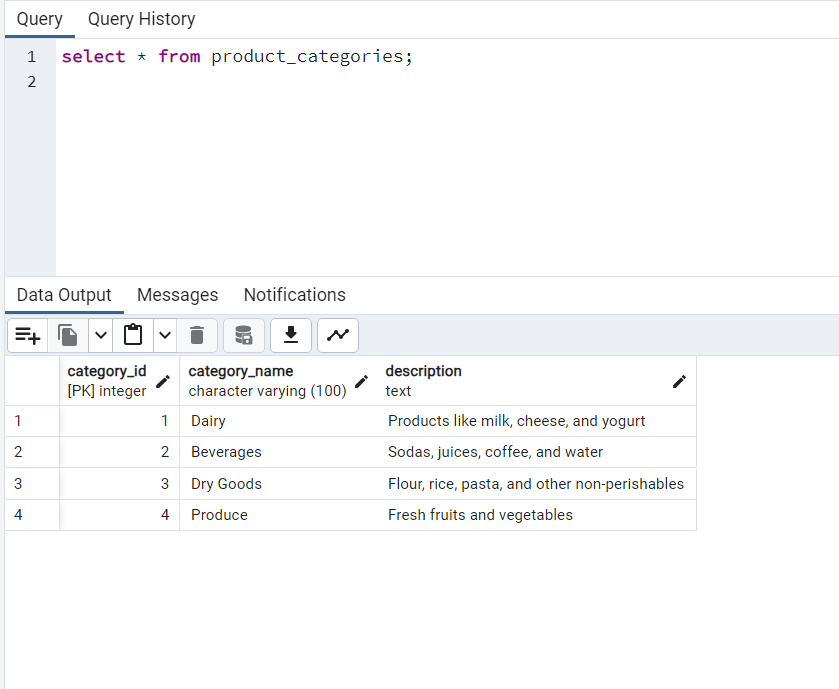 Query Query History
1 select * from product_categories;
2
Data Output Messages Notifications
category_id category_name description
[PK] integer character varying (100) text
1 1 Dairy Products like milk, cheese, and yogurt
2 2 Beverages Sodas, juices, coffee, and water
3 3 Dry Goods Flour, rice, pasta, and other non-perishables
4 4 Produce Fresh fruits and vegetables